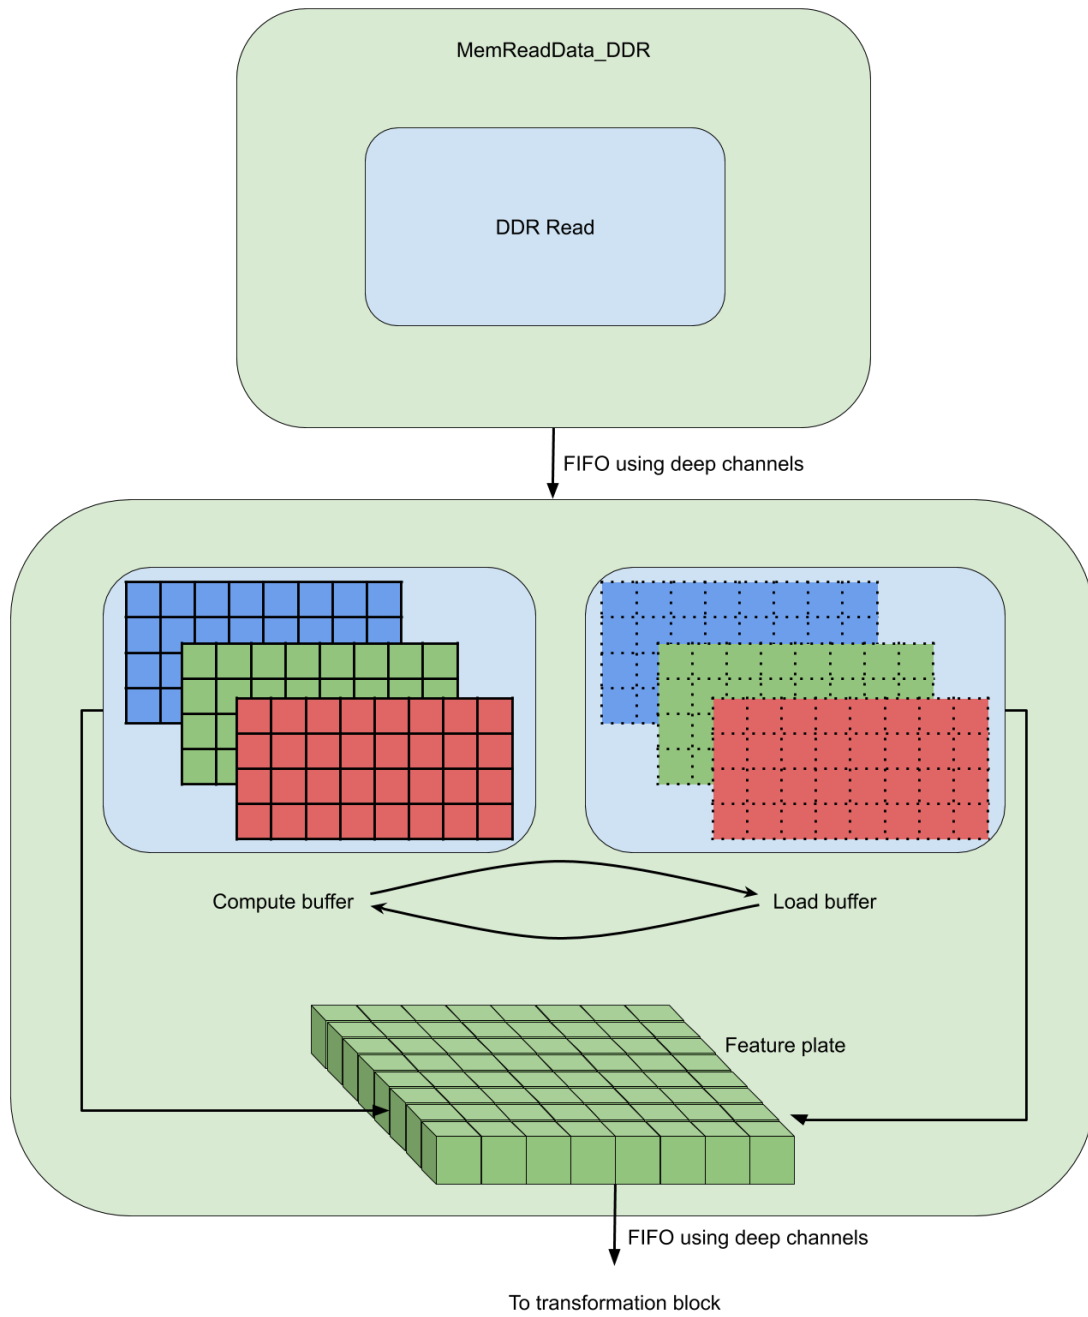 MemReadData_DDR
DDR Read
FIFO using deep channels
Compute buffer
Load buffer
Feature plate
FIFO using deep channels
To transformation block